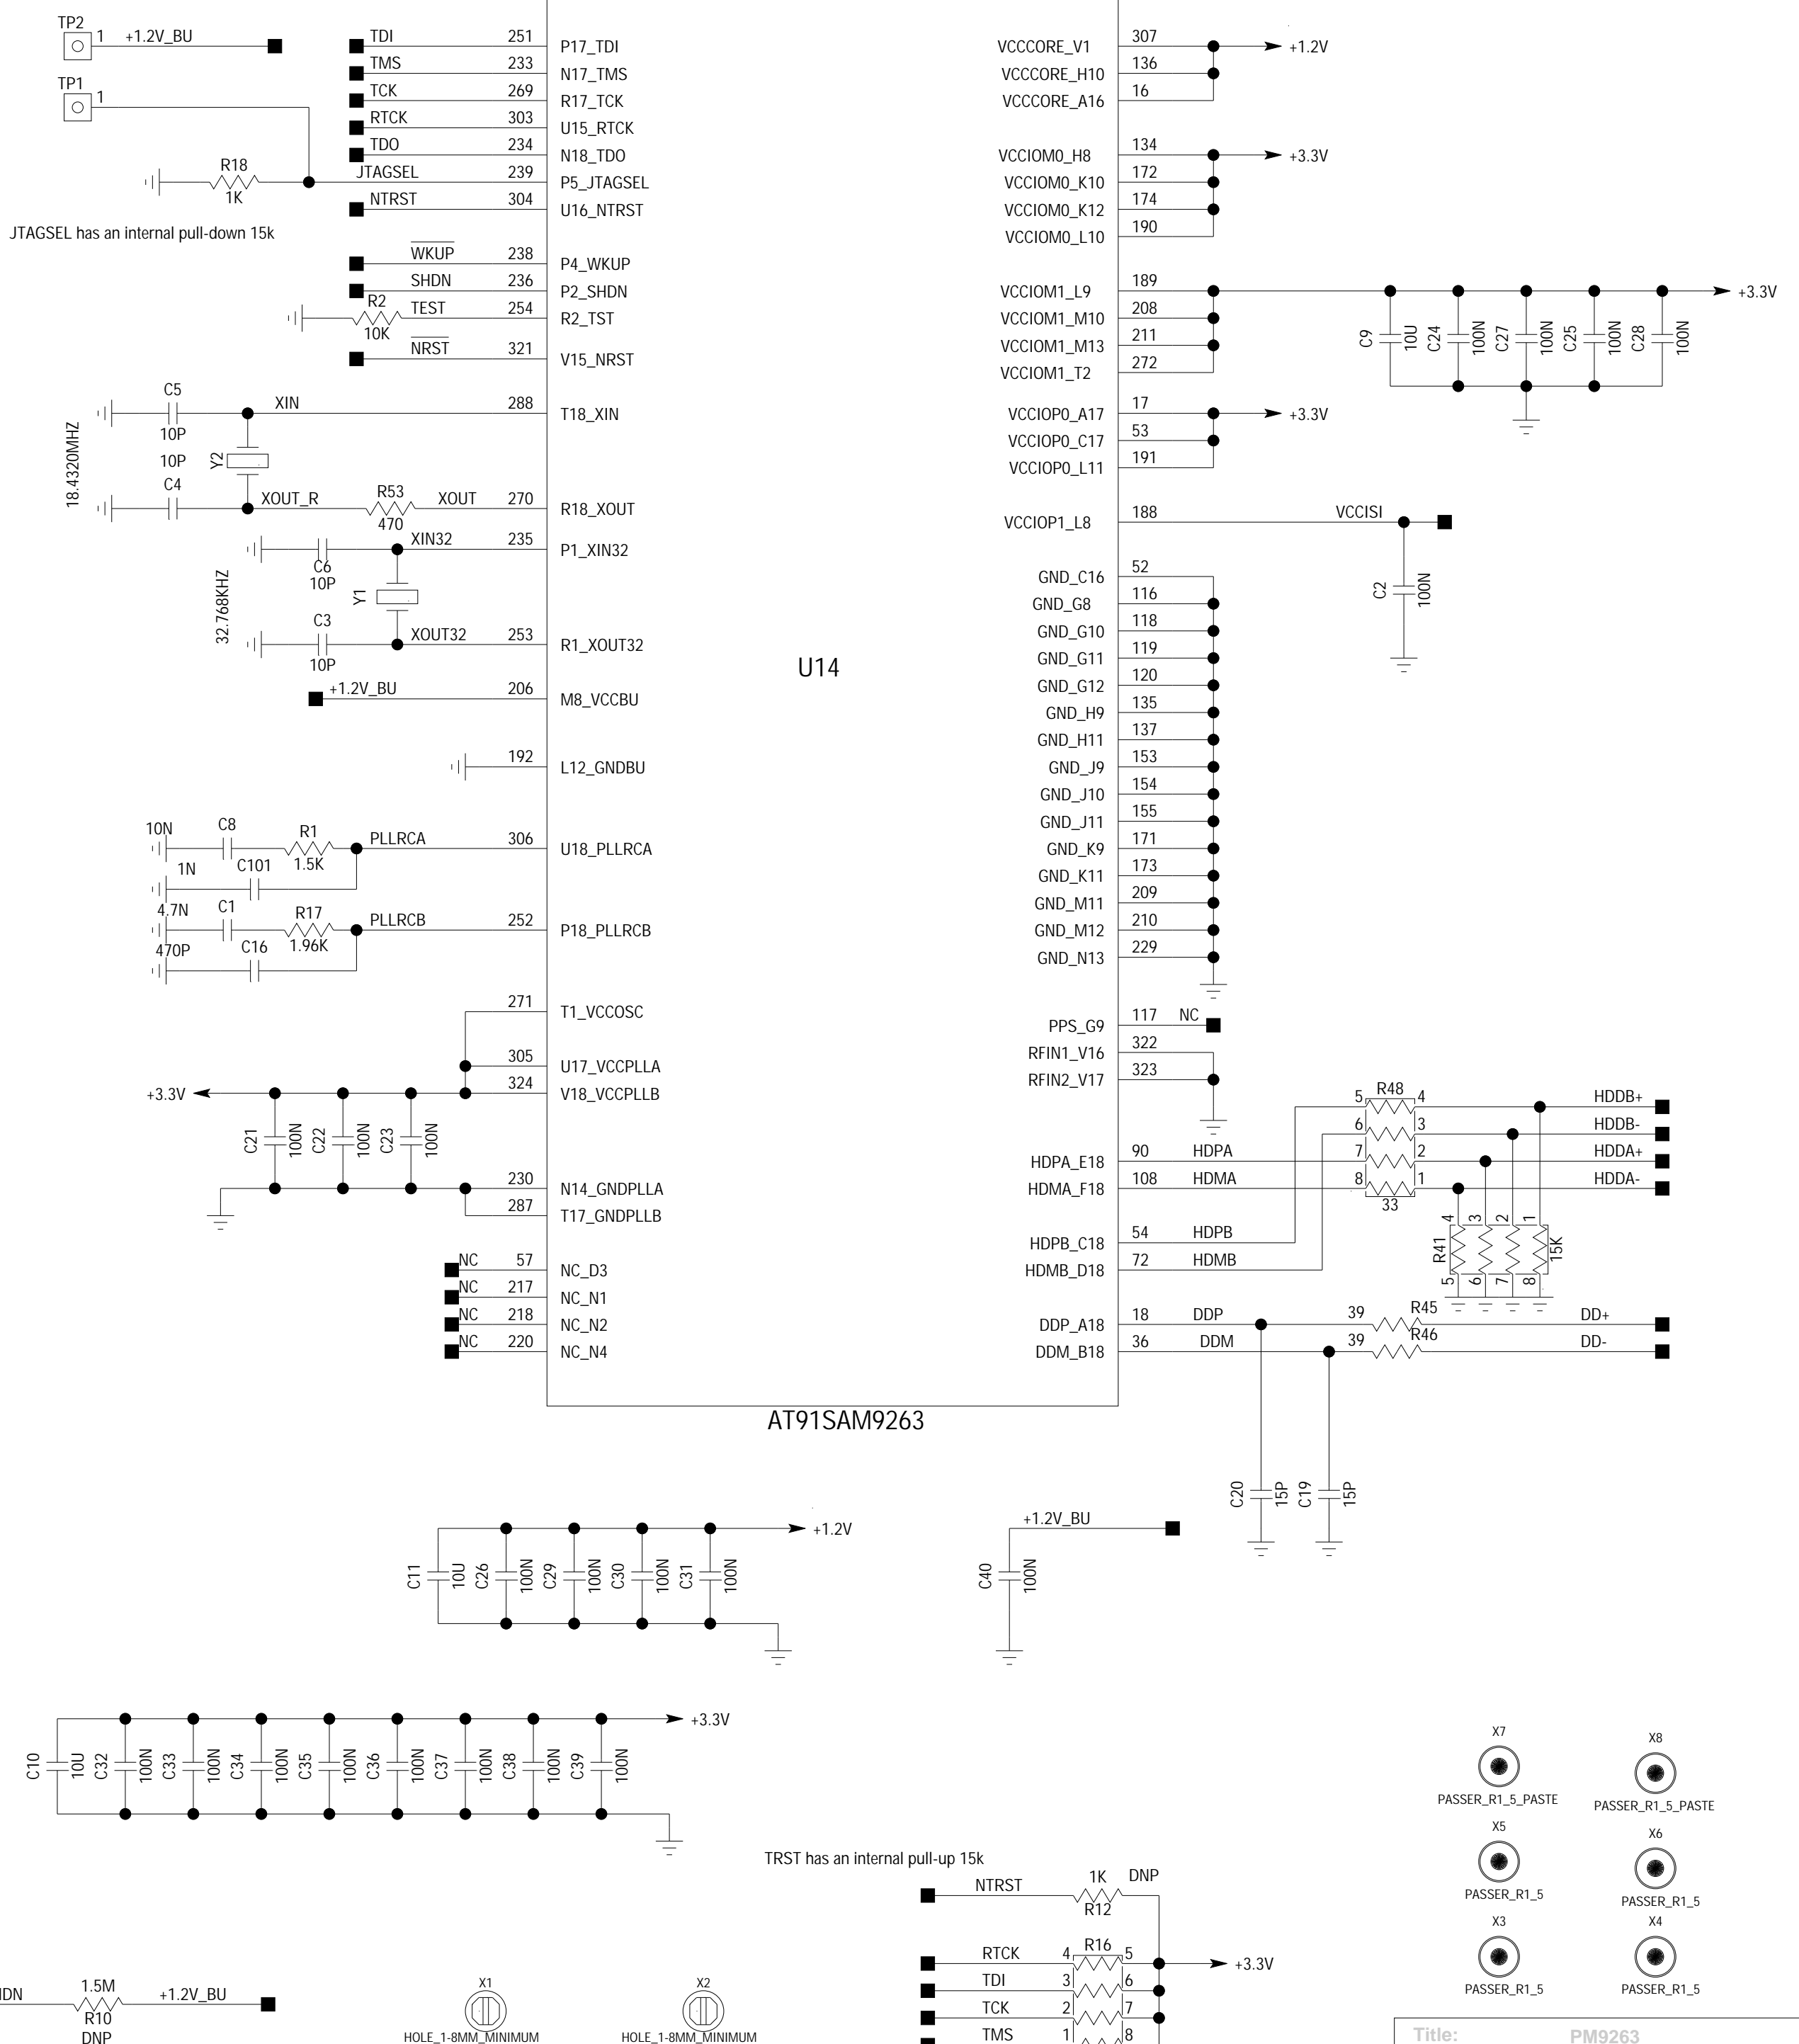 TP2
1
+1.2V_BU
TP1
1
R18
1K
JTAGSEL has an internal pull-down 15k
TDI 251 P17_TDI
TMS 233 N17_TMS
TCK 269 R17_TCK
RTCK 303 U15_RTCK
TDO 234 N18_TDO
JTAGSEL 239 P5_JTAGSEL
NTRST 304 U16_NTRST
WKUP 238 P4_WKUP
SHDN 236 P2_SHDN
R2
10K
TEST 254 R2_TST
NRST 321 V15_NRST
C5
10P
XIN 288 T18_XIN
18.4320MHZ
Y2
10P
C4
XOUT_R
R53
470
XOUT 270 R18_XOUT
XIN32 235 P1_XIN32
C6
10P
32.768KHZ
Y1
C3
10P
XOUT32 253 R1_XOUT32
+1.2V_BU 206 M8_VCCBU
192 L12_GNDBU
10N
C8
R1
1.5K
PLLRCA 306 U18_PLLRCA
1N
C101
4.7N
C1
R17
1.96K
PLLRCB 252 P18_PLLRCB
470P
C16
271 T1_VCCOSC
305 U17_VCCPLLA
+3.3V
324 V18_VCCPLLB
C21
100N
C22
100N
C23
100N
230 N14_GNDPLLA
287 T17_GNDPLLB
NC 57 NC_D3
NC 217 NC_N1
NC 218 NC_N2
NC 220 NC_N4
U14
AT91SAM9263
VCCCORE_V1 307 +1.2V
VCCCORE_H10 136
VCCCORE_A16 16
VCCIOM0_H8 134 +3.3V
VCCIOM0_K10 172
VCCIOM0_K12 174
VCCIOM0_L10 190
VCCIOM1_L9 189 +3.3V
VCCIOM1_M10 208
VCCIOM1_M13 211
VCCIOM1_T2 272
C9
10U
C24
100N
C27
100N
C25
100N
C28
100N
VCCIOP0_A17 17 +3.3V
VCCIOP0_C17 53
VCCIOP0_L11 191
VCCIOP1_L8 188 VCCISI
C2
100N
GND_C16 52
GND_G8 116
GND_G10 118
GND_G11 119
GND_G12 120
GND_H9 135
GND_H11 137
GND_J9 153
GND_J10 154
GND_J11 155
GND_K9 171
GND_K11 173
GND_M11 209
GND_M12 210
GND_N13 229
PPS_G9 117 NC
RFIN1_V16 322
RFIN2_V17 323
R48
5 4 HDDB+
6 3 HDDB-
HDPA_E18 90 HDPA 7 2 HDDA+
HDMA_F18 108 HDMA 8 1 HDDA-
33
4 3 2 1
R41
15K
5 6 7 8
HDPB_C18 54 HDPB
HDMB_D18 72 HDMB
DDP_A18 18 DDP 39 R45 DD+
DDM_B18 36 DDM 39 R46 DD-
C20
15P
C19
15P
+1.2V
C11
10U
C26
100N
C29
100N
C30
100N
C31
100N
+1.2V_BU
C40
100N
+3.3V
C10
10U
C32
100N
C33
100N
C34
100N
C35
100N
C36
100N
C37
100N
C38
100N
C39
100N
TRST has an internal pull-up 15k
NTRST 1K DNP
R12
R16
RTCK 4 5 +3.3V
TDI 3 6
TCK 2 7
TMS 1 8
X7
PASSER_R1_5_PASTE
X8
PASSER_R1_5_PASTE
X5
PASSER_R1_5
X6
PASSER_R1_5
X3
PASSER_R1_5
X4
PASSER_R1_5
1.5M +1.2V_BU
R10
DNP
X1
HOLE_1-8MM_MINIMUM
X2
HOLE_1-8MM_MINIMUM
Title: PM9263